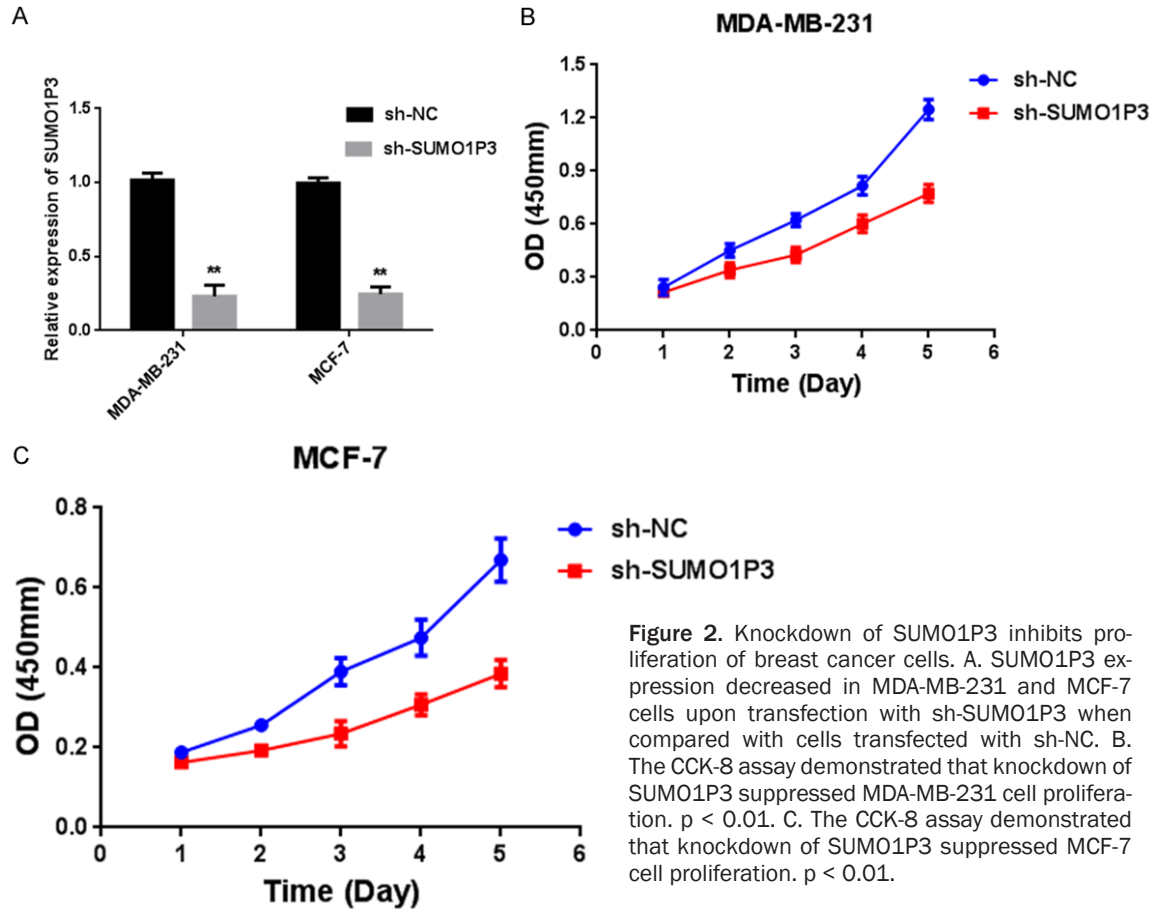 A
Relative expression of SUMO1P3
1.5
1.0
0.5
0.0
sh-NC
sh-SUMO1P3
**
**
MDA-MB-231
MCF-7
B
MDA-MB-231
OD (450mm)
1.5
1.2
0.9
0.6
0.3
0.0
0
1
2
3
4
5
6
Time (Day)
sh-NC
sh-SUMO1P3
C
MCF-7
OD (450mm)
0.8
0.6
0.4
0.2
0.0
0
1
2
3
4
5
6
Time (Day)
sh-NC
sh-SUMO1P3
Figure 2. Knockdown of SUMO1P3 inhibits pro-
liferation of breast cancer cells. A. SUMO1P3 ex-
pression decreased in MDA-MB-231 and MCF-7
cells upon transfection with sh-SUMO1P3 when
compared with cells transfected with sh-NC. B.
The CCK-8 assay demonstrated that knockdown of
SUMO1P3 suppressed MDA-MB-231 cell prolifera-
tion. p < 0.01. C. The CCK-8 assay demonstrated
that knockdown of SUMO1P3 suppressed MCF-7
cell proliferation. p < 0.01.